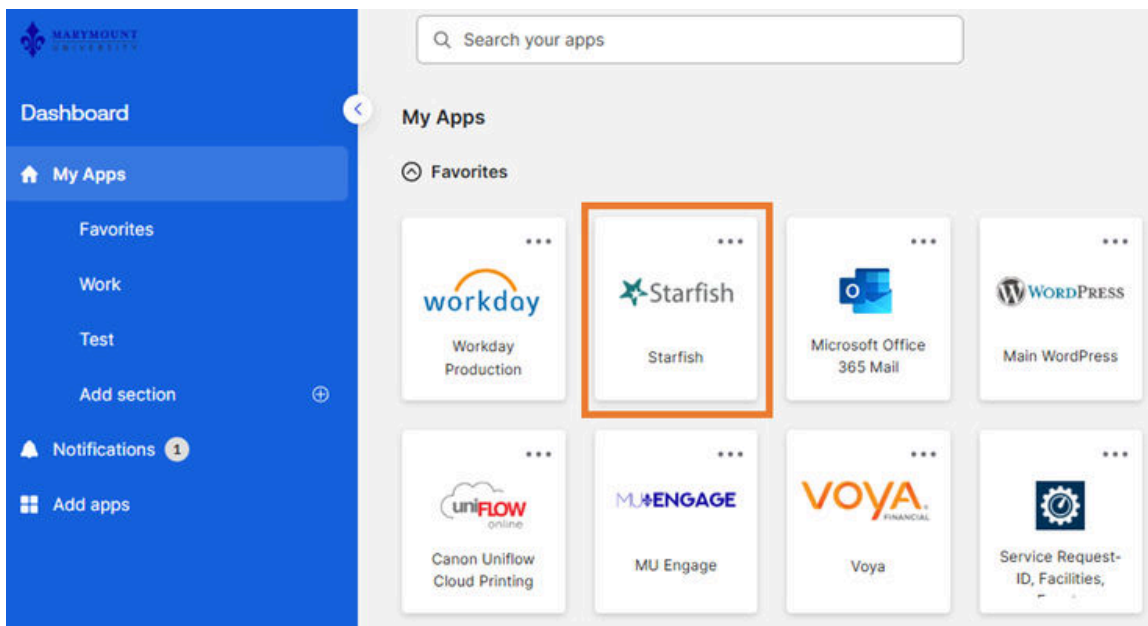 MARYMOUNT
UNIVERSITY
Search your apps
Dashboard
My Apps
Favorites
Work
Test
Add section
Notifications 1
Add apps
My Apps
Favorites
workday
Workday
Production
Starfish
Starfish
Microsoft Office
365 Mail
WORDPRESS
Main WordPress
uniFLOW
online
Canon Uniflow
Cloud Printing
MU ENGAGE
MU Engage
VOYA
FINANCIAL
Voya
Service Request-
ID, Facilities,